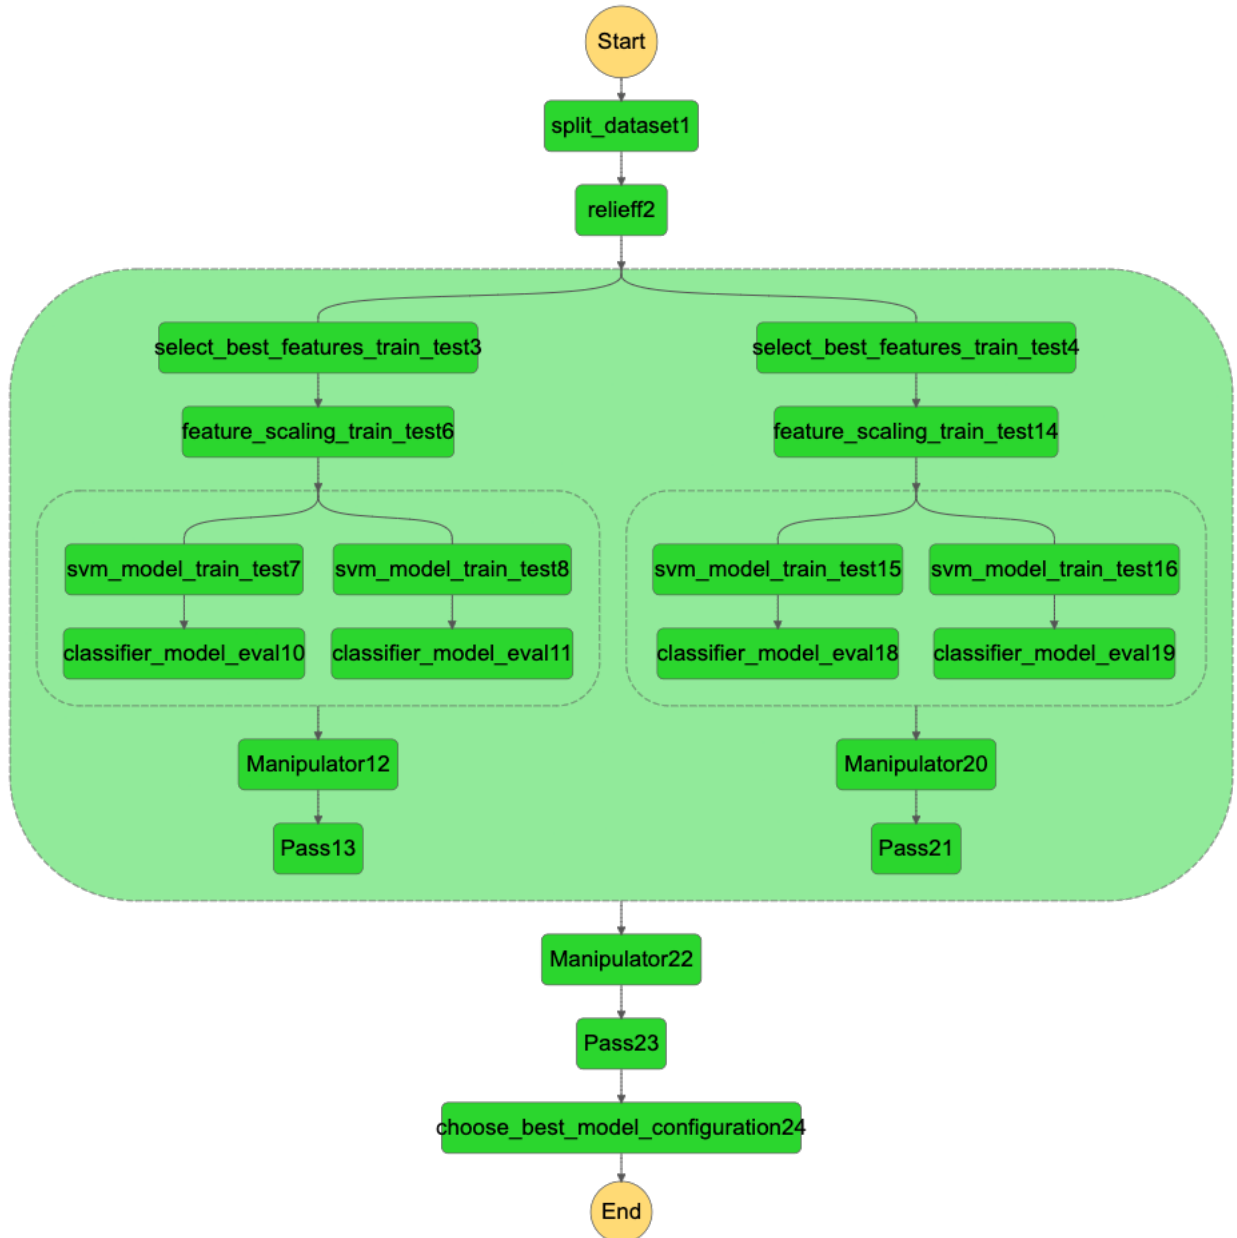 Start
split_dataset1
relieff2
select_best_features_train_test3
select_best_features_train_test4
feature_scaling_train_test6
feature_scaling_train_test14
svm_model_train_test7
svm_model_train_test8
svm_model_train_test15
svm_model_train_test16
classifier_model_eval10
classifier_model_eval11
classifier_model_eval18
classifier_model_eval19
Manipulator12
Manipulator20
Pass13
Pass21
Manipulator22
Pass23
choose_best_model_configuration24
End